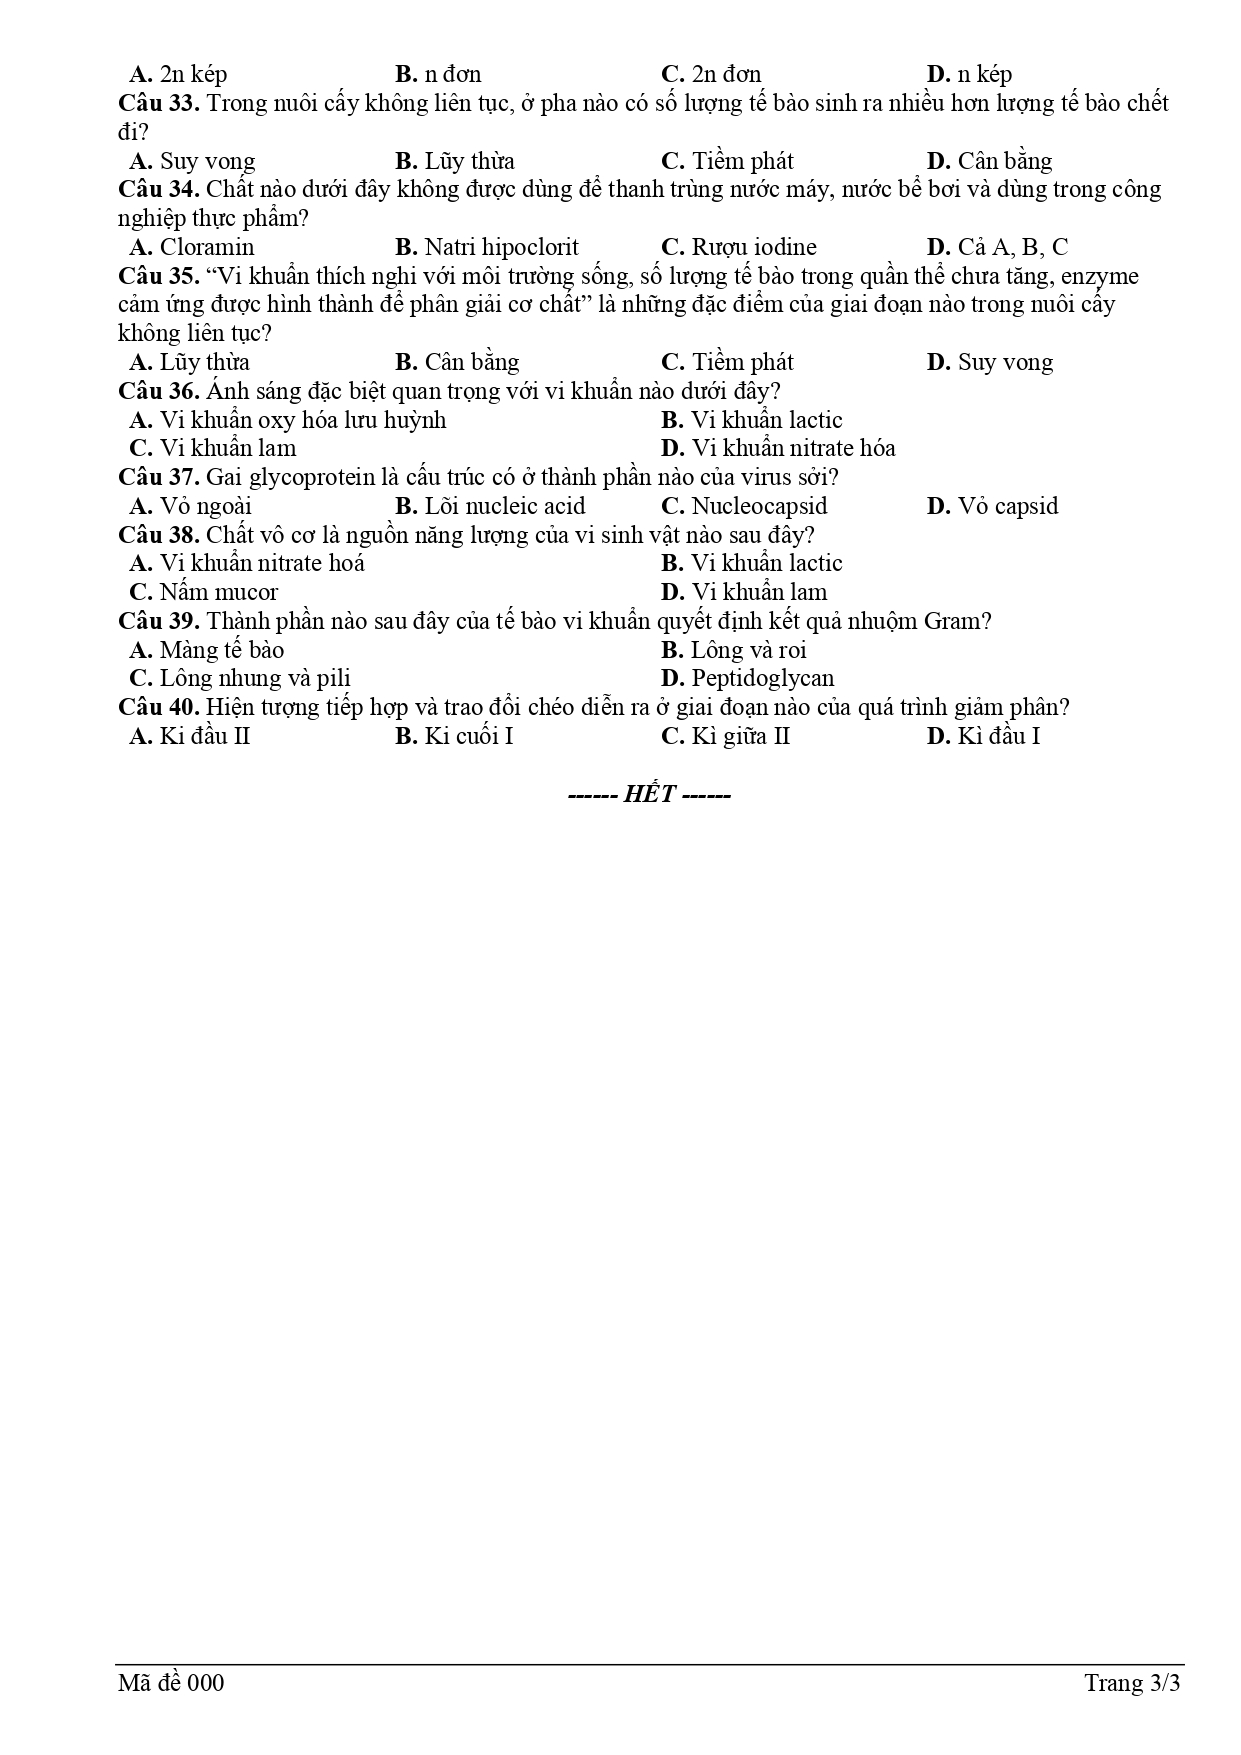 A. 2n kép B. n đơn C. 2n đơn D. n kép
Câu 33. Trong nuôi cấy không liên tục, ở pha nào có số lượng tế bào sinh ra nhiều hơn lượng tế bào chết
đi?
A. Suy vong B. Lũy thừa C. Tiềm phát D. Cân bằng
Câu 34. Chất nào dưới đây không được dùng để thanh trùng nước máy, nước bể bơi và dùng trong công
nghiệp thực phẩm?
A. Cloramin B. Natri hipoclorit C. Rượu iodine D. Cả A, B, C
Câu 35. “Vi khuẩn thích nghi với môi trường sống, số lượng tế bào trong quần thể chưa tăng, enzyme
cảm ứng được hình thành để phân giải cơ chất” là những đặc điểm của giai đoạn nào trong nuôi cấy
không liên tục?
A. Lũy thừa B. Cân bằng C. Tiềm phát D. Suy vong
Câu 36. Ánh sáng đặc biệt quan trọng với vi khuẩn nào dưới đây?
A. Vi khuẩn oxy hóa lưu huỳnh B. Vi khuẩn lactic
C. Vi khuẩn lam D. Vi khuẩn nitrate hóa
Câu 37. Gai glycoprotein là cấu trúc có ở thành phần nào của virus sởi?
A. Vỏ ngoài B. Lõi nucleic acid C. Nucleocapsid D. Vỏ capsid
Câu 38. Chất vô cơ là nguồn năng lượng của vi sinh vật nào sau đây?
A. Vi khuẩn nitrate hoá B. Vi khuẩn lactic
C. Nấm mucor D. Vi khuẩn lam
Câu 39. Thành phần nào sau đây của tế bào vi khuẩn quyết định kết quả nhuộm Gram?
A. Màng tế bào B. Lông và roi
C. Lông nhung và pili D. Peptidoglycan
Câu 40. Hiện tượng tiếp hợp và trao đổi chéo diễn ra ở giai đoạn nào của quá trình giảm phân?
A. Ki đầu II B. Ki cuối I C. Kì giữa II D. Kì đầu I
------ HẾT ------
Mã đề 000 Trang 3/3